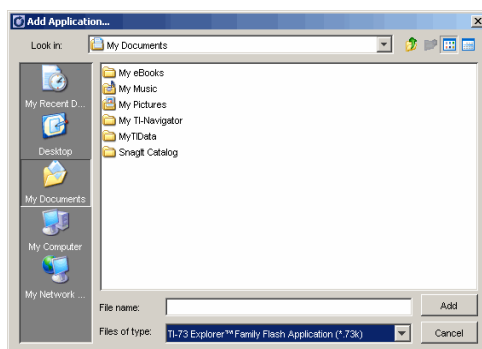 Add Application...
Look in:
My Documents
My Recent D...
Desktop
My Documents
My Computer
My Network ...
My eBooks
My Music
My Pictures
My TI-Navigator
MyTIData
SnagIt Catalog
File name:
Add
Files of type:
TI-73 Explorer™ Family Flash Application (*.73k)
Cancel